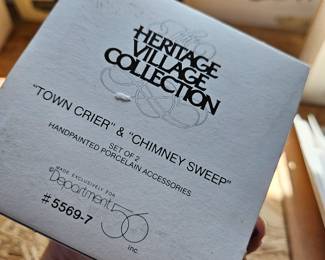 The
HERITAGE
VILLAGE
COLLECTION
"TOWN CRIER" & "CHIMNEY SWEEP"
SET OF 2
HANDPAINTED PORCELAIN ACCESSORIES
MADE EXCLUSIVELY FOR
©Department 56
inc.
#5569-7